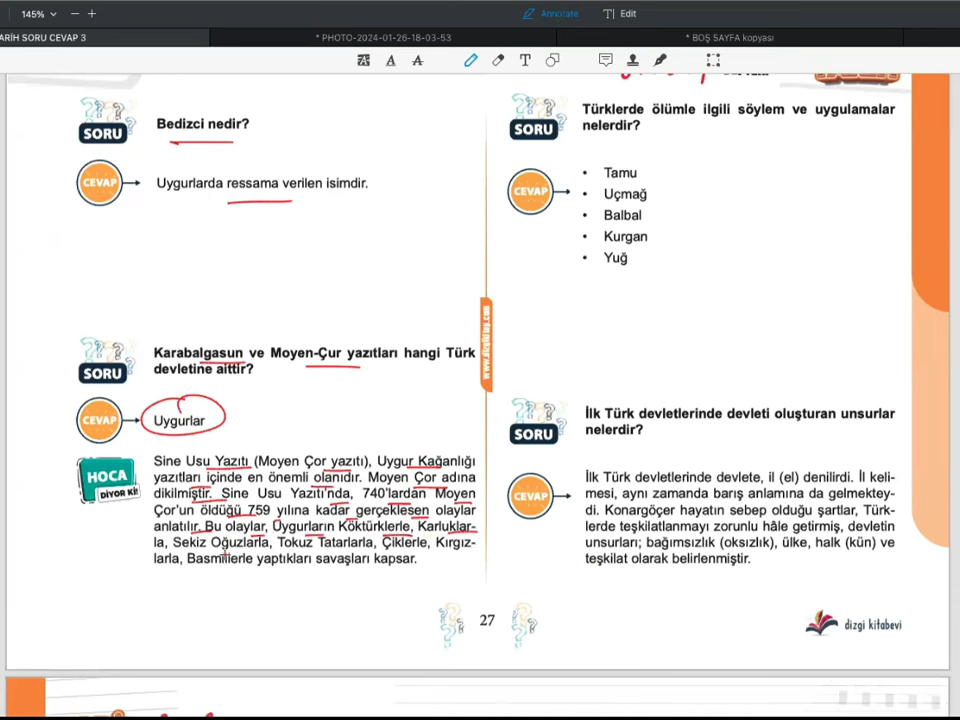 145%
Annotate
Edit
ARİH SORU CEVAP 3
* PHOTO-2024-01-26-18-03-53
* BOŞ SAYFA kopyası
SORU
Bedizci nedir?
CEVAP
Uygurlarda ressama verilen isimdir.
SORU
Karabalgasun ve Moyen-Çur yazıtları hangi Türk
devletine aittir?
CEVAP
Uygurlar
HOCA
DİYOR Kİ!
Sine Usu Yazıtı (Moyen Çor yazıtı), Uygur Kağanlığı
yazıtları içinde en önemli olanıdır. Moyen Çor adına
dikilmiştir. Sine Usu Yazıtı'nda, 740'lardan Moyen
Çor'un öldüğü 759 yılına kadar gerçekleşen olaylar
anlatılır. Bu olaylar, Uygurların Köktürklerle, Karluklar-
la, Sekiz Oğuzlarla, Tokuz Tatarlarla, Çiklerle, Kırgız-
larla, Basmillerle yaptıkları savaşları kapsar.
www.dizgikitap.com
SORU
Türklerde ölümle ilgili söylem ve uygulamalar
nelerdir?
CEVAP
• Tamu
• Uçmağ
• Balbal
• Kurgan
• Yuğ
SORU
İlk Türk devletlerinde devleti oluşturan unsurlar
nelerdir?
CEVAP
İlk Türk devletlerinde devlete, il (el) denilirdi. İl keli-
mesi, aynı zamanda barış anlamına da gelmektey-
di. Konargöçer hayatın sebep olduğu şartlar, Türk-
lerde teşkilatlanmayı zorunlu hâle getirmiş, devletin
unsurları; bağımsızlık (oksızlık), ülke, halk (kün) ve
teşkilat olarak belirlenmiştir.
27
dizgi kitabevi